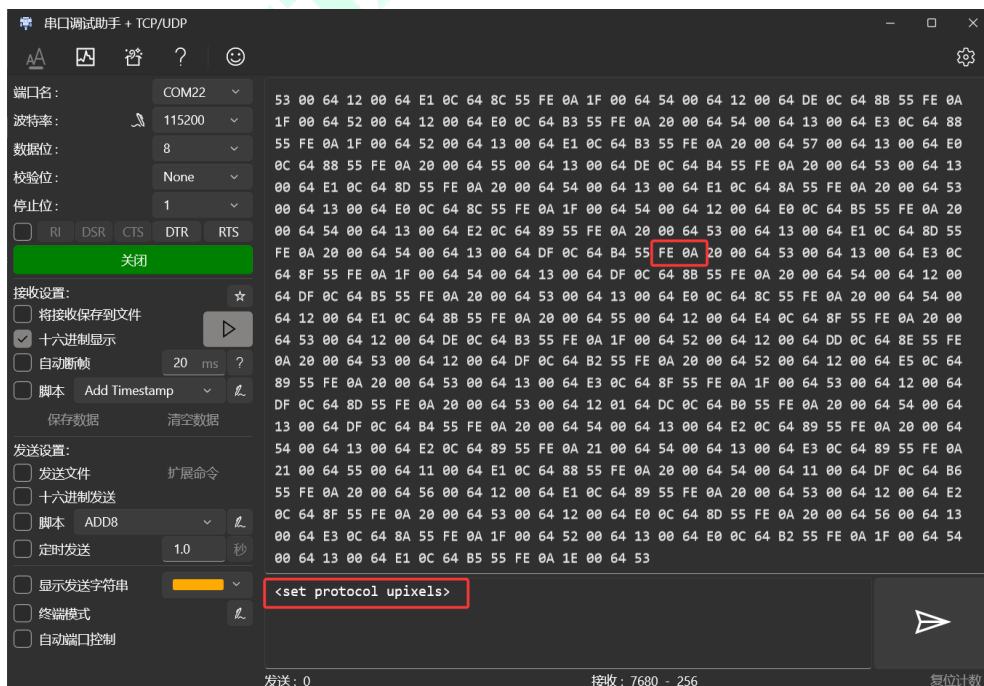 串口调试助手 + TCP/UDP
端口名: COM22
波特率: 115200
数据位: 8
校验位: None
停止位: 1
RI DSR CTS DTR RTS
关闭
接收设置:
将接收保存到文件
十六进制显示
自动断帧 20 ms ?
脚本 Add Timestamp
保存数据 清空数据
发送设置:
发送文件 扩展命令
十六进制发送
脚本 ADD8
定时发送 1.0 秒
显示发送字符串
终端模式
自动端口控制
53 00 64 12 00 64 E1 0C 64 8C 55 FE 0A 1F 00 64 54 00 64 12 00 64 DE 0C 64 8B 55 FE 0A
1F 00 64 52 00 64 12 00 64 E0 0C 64 B3 55 FE 0A 20 00 64 54 00 64 13 00 64 E3 0C 64 88
55 FE 0A 1F 00 64 52 00 64 13 00 64 E1 0C 64 B3 55 FE 0A 20 00 64 57 00 64 13 00 64 E0
0C 64 88 55 FE 0A 20 00 64 55 00 64 13 00 64 DE 0C 64 B4 55 FE 0A 20 00 64 53 00 64 13
00 64 E1 0C 64 8D 55 FE 0A 20 00 64 54 00 64 13 00 64 E1 0C 64 8A 55 FE 0A 20 00 64 53
00 64 13 00 64 E0 0C 64 8C 55 FE 0A 1F 00 64 54 00 64 12 00 64 E0 0C 64 B5 55 FE 0A 20
00 64 54 00 64 13 00 64 E2 0C 64 89 55 FE 0A 20 00 64 53 00 64 13 00 64 E1 0C 64 8D 55
FE 0A 20 00 64 54 00 64 13 00 64 DF 0C 64 B4 55 FE 0A 20 00 64 53 00 64 13 00 64 E3 0C
64 8F 55 FE 0A 1F 00 64 54 00 64 13 00 64 DF 0C 64 8B 55 FE 0A 20 00 64 54 00 64 12 00
64 DF 0C 64 B5 55 FE 0A 20 00 64 53 00 64 13 00 64 E0 0C 64 8C 55 FE 0A 20 00 64 54 00
64 12 00 64 E1 0C 64 8B 55 FE 0A 20 00 64 55 00 64 12 00 64 E4 0C 64 8F 55 FE 0A 20 00
64 53 00 64 12 00 64 DE 0C 64 B3 55 FE 0A 1F 00 64 52 00 64 12 00 64 DD 0C 64 8E 55 FE
0A 20 00 64 53 00 64 12 00 64 DF 0C 64 B2 55 FE 0A 20 00 64 52 00 64 12 00 64 E5 0C 64
89 55 FE 0A 20 00 64 53 00 64 13 00 64 E3 0C 64 8F 55 FE 0A 1F 00 64 53 00 64 12 00 64
DF 0C 64 8D 55 FE 0A 20 00 64 53 00 64 12 01 64 DC 0C 64 B0 55 FE 0A 20 00 64 54 00 64
13 00 64 DF 0C 64 B4 55 FE 0A 20 00 64 54 00 64 13 00 64 E2 0C 64 89 55 FE 0A 20 00 64
54 00 64 13 00 64 E2 0C 64 89 55 FE 0A 21 00 64 54 00 64 13 00 64 E3 0C 64 89 55 FE 0A
21 00 64 55 00 64 11 00 64 E1 0C 64 88 55 FE 0A 20 00 64 54 00 64 11 00 64 DF 0C 64 B6
55 FE 0A 20 00 64 56 00 64 12 00 64 E1 0C 64 89 55 FE 0A 20 00 64 53 00 64 12 00 64 E2
0C 64 8F 55 FE 0A 20 00 64 53 00 64 12 00 64 E0 0C 64 8D 55 FE 0A 20 00 64 56 00 64 13
00 64 E3 0C 64 8A 55 FE 0A 1F 00 64 52 00 64 13 00 64 E0 0C 64 B2 55 FE 0A 1F 00 64 54
00 64 13 00 64 E1 0C 64 B5 55 FE 0A 1E 00 64 53
<set protocol upixels>
发送: 0 接收: 7680 - 256 复位计数